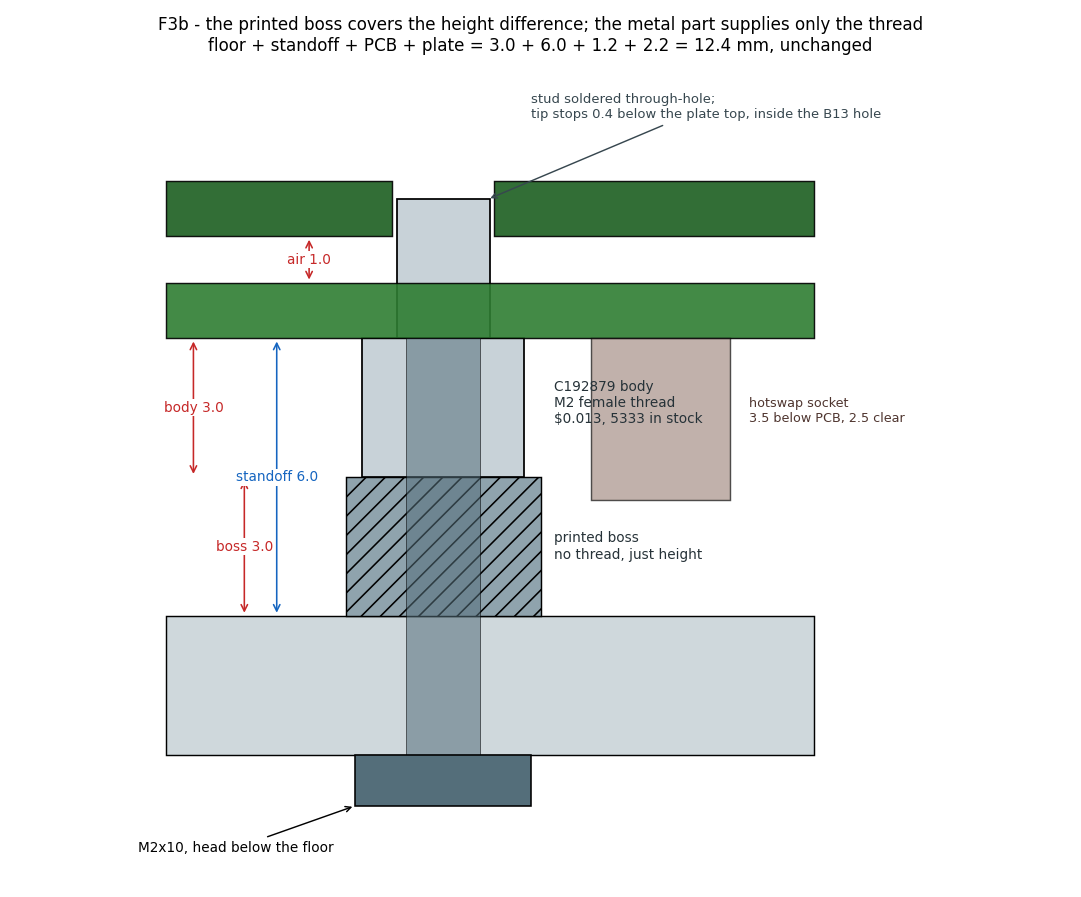 F3b - the printed boss covers the height difference; the metal part supplies only the thread
floor + standoff + PCB + plate = 3.0 + 6.0 + 1.2 + 2.2 = 12.4 mm, unchanged
stud soldered through-hole;
tip stops 0.4 below the plate top, inside the B13 hole
air 1.0
body 3.0
C192879 body
M2 female thread
$0.013, 5333 in stock
hotswap socket
3.5 below PCB, 2.5 clear
standoff 6.0
boss 3.0
printed boss
no thread, just height
M2x10, head below the floor